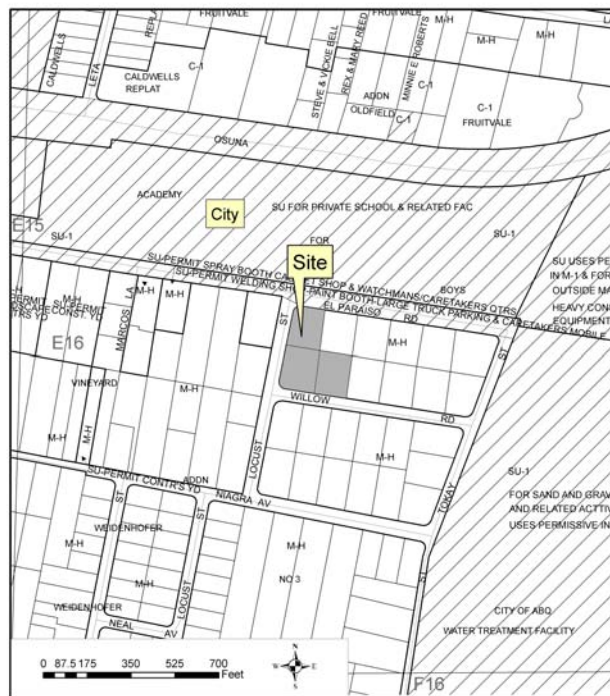 FRUITVALE
FRUITVALE
M-H
M-H
M-H
CALDWELLS
LETA
CALDWELLS
REPLAT
C-1
STEVE & VICKIE BELL
REX & MARY REED
MINNIE E ROBERTS
ADDN
OLDFIELD
C-1
C-1
C-1
FRUITVALE
OSUNA
ACADEMY
City
SU FOR PRIVATE SCHOOL & RELATED FAC
E15
SU-1
FOR
SU-1
Site
BOYS
SU-PERMIT SPRAY BOOTH CABINET SHOP & WATCHMANS/CARETAKERS QTRS
SU-PERMIT WELDING SHOP PAINT BOOTH-LARGE TRUCK PARKING & CARETAKERS MOBILE
SU USES PE
IN M-1 & FOR
OUTSIDE MA
HEAVY CON
EQUIPMENT
EL PARAISO RD
M-H
M-H
M-H
MARCOS LA
E16
ST
M-H
ST
VINEYARD
M-H
WILLOW RD
M-H
M-H
LOCUST
M-H
SU-1
SU-PERMIT CONTR'S YD
ADDN
NIAGRA AV
TOKAY
FOR SAND AND GRAV
AND RELATED ACTTIV
USES PERMISSIVE IN
ST
ST
WEIDENHOFER
M-H
M-H
NO 3
M-H
LOCUST
ST
WEIDENHOFER
NEAL AV
CITY OF ABQ
WATER TREATMENT FACILITY
0 87.5 175 350 525 700
Feet
N
W E
S
F16